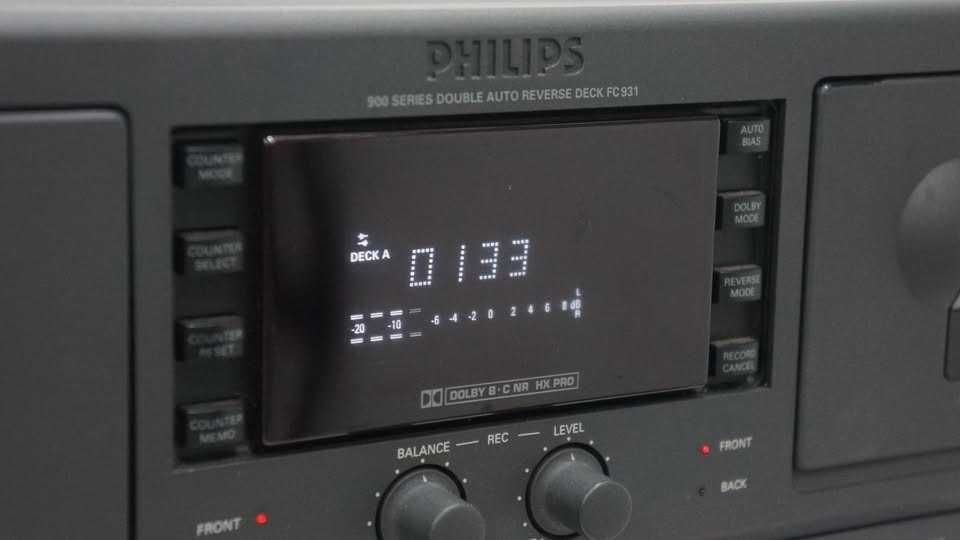 PHILIPS
900 SERIES DOUBLE AUTO REVERSE DECK FC931
COUNTER
MODE
COUNTER
SELECT
COUNTER
RESET
COUNTER
MEMO
DECK A
0133
-20 -10 -6 -4 -2 0 2 4 6 8 dB
L
R
DOLBY B·C NR HX PRO
AUTO
BIAS
DOLBY
MODE
REVERSE
MODE
RECORD
CANCEL
BALANCE — REC — LEVEL
FRONT
FRONT
BACK